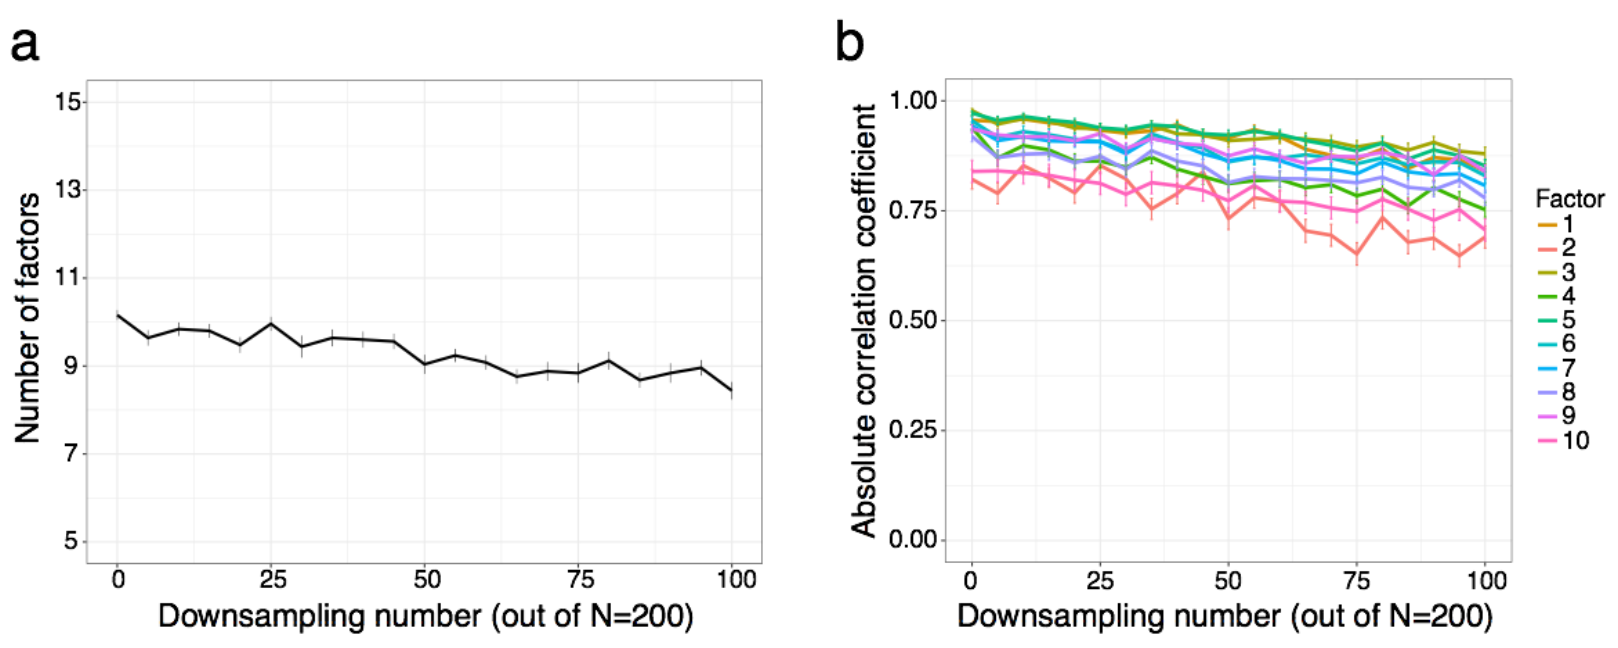 a
Number of factors
15
13
11
9
7
5
0 25 50 75 100
Downsampling number (out of N=200)
b
Absolute correlation coefficient
1.00
0.75
0.50
0.25
0.00
0 25 50 75 100
Downsampling number (out of N=200)
Factor
1
2
3
4
5
6
7
8
9
10